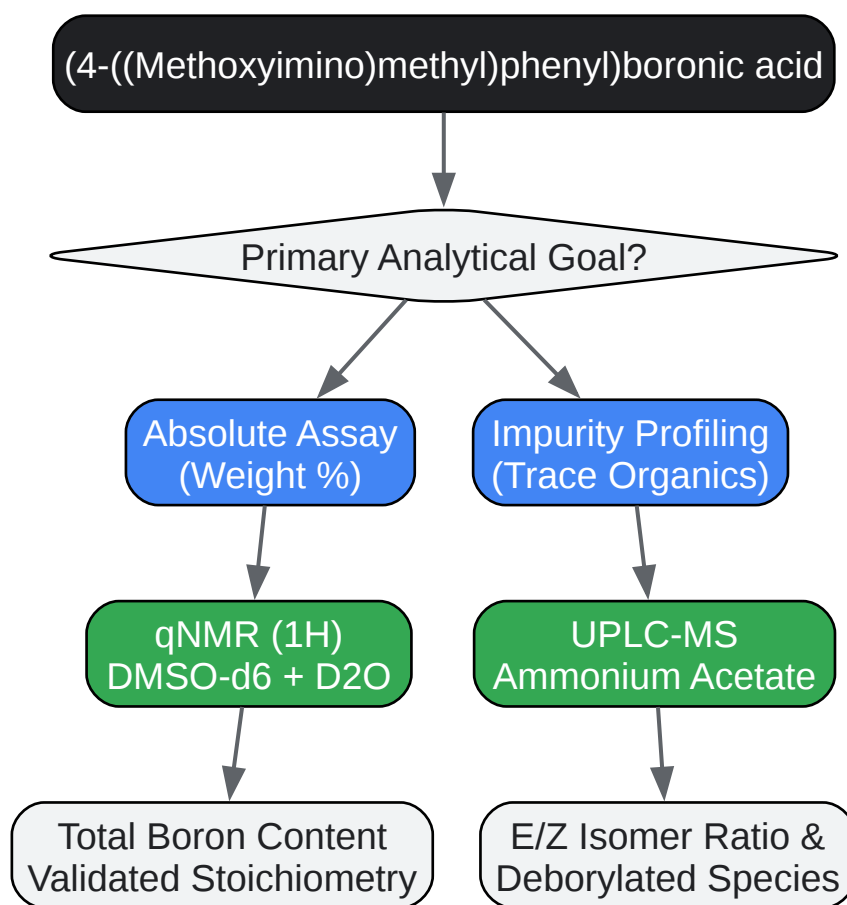 (4-((Methoxyimino)methyl)phenyl)boronic acid
Primary Analytical Goal?
Absolute Assay
(Weight %)
Impurity Profiling
(Trace Organics)
qNMR (1H)
DMSO-d6 + D2O
UPLC-MS
Ammonium Acetate
Total Boron Content
Validated Stoichiometry
E/Z Isomer Ratio &
Deborylated Species